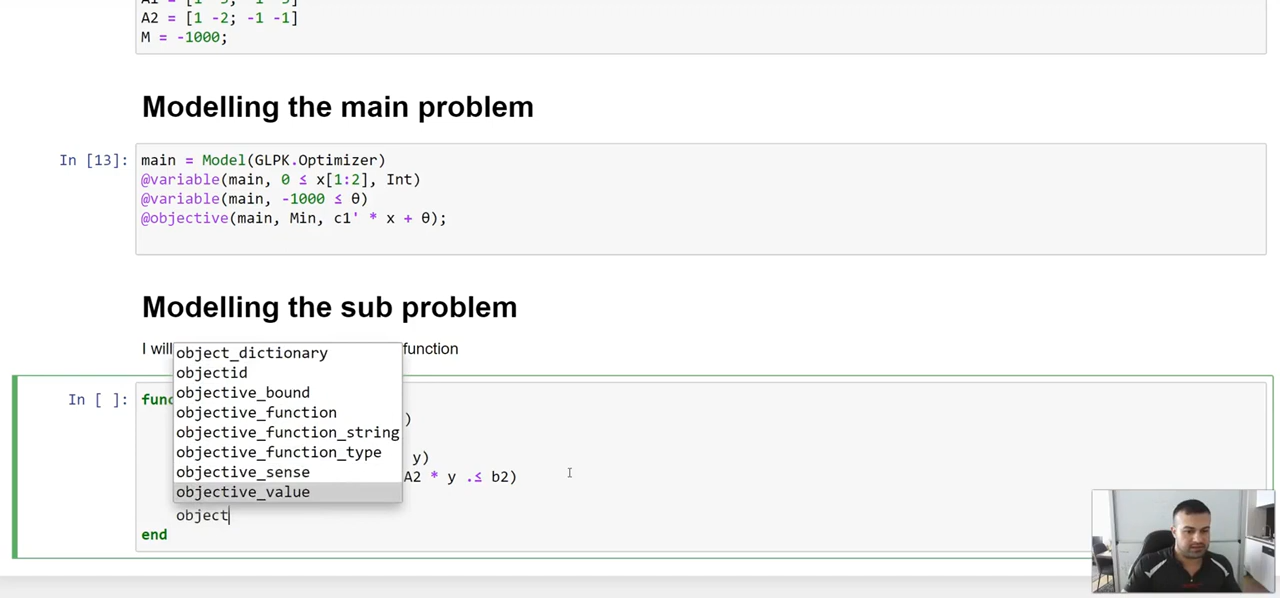 A2 = [1 -2; -1 -1]
M = -1000;
Modelling the main problem
In [13]: main = Model(GLPK.Optimizer)
@variable(main, 0 ≤ x[1:2], Int)
@variable(main, -1000 ≤ θ)
@objective(main, Min, c1' * x + θ);
Modelling the sub problem
I will function
object_dictionary
objectid
objective_bound
In [ ]: func
objective_function
)
objective_function_string
objective_function_type
y)
objective_sense
A2 * y .≤ b2)
objective_value
object
end